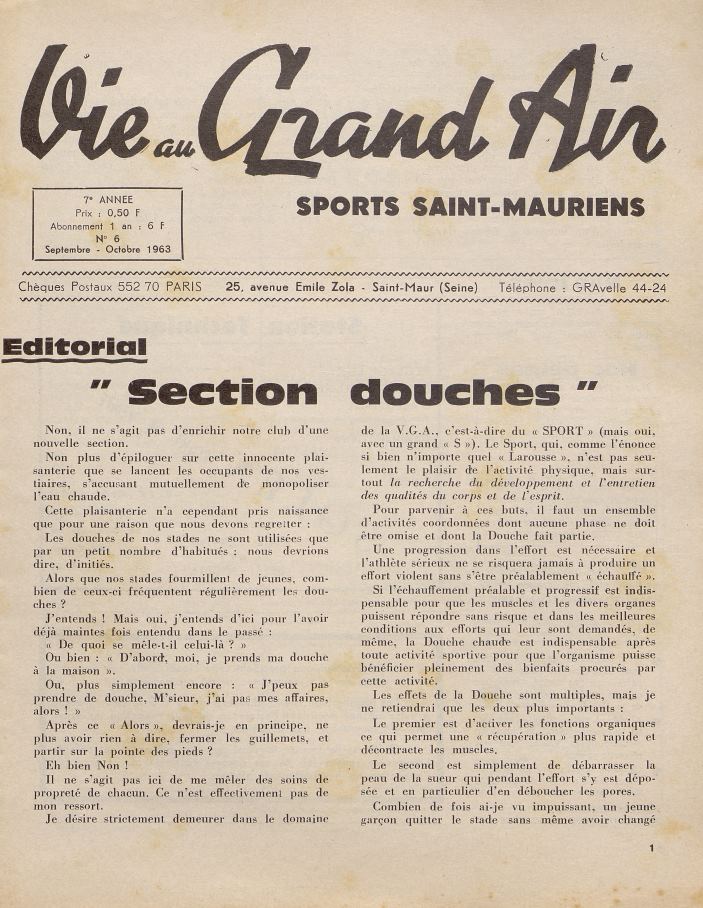 Vie au Grand Air
SPORTS SAINT-MAURIENS
7e ANNEE
Prix : 0,50 F
Abonnement 1 an : 6 F
N° 6
Septembre - Octobre 1963
Chèques Postaux 552 70 PARIS 25, avenue Emile Zola - Saint-Maur (Seine) Téléphone : GRAvelle 44-24
Editorial
" Section douches "
Non, il ne s'agit pas d'enrichir notre club d'une
nouvelle section.
Non plus d'épiloguer sur cette innocente plai-
santerie que se lancent les occupants de nos ves-
tiaires, s'accusant mutuellement de monopoliser
l'eau chaude.
Cette plaisanterie n'a cependant pris naissance
que pour une raison que nous devons regretter :
Les douches de nos stades ne sont utilisées que
par un petit nombre d'habitués ; nous devrions
dire, d'initiés.
Alors que nos stades fourmillent de jeunes, com-
bien de ceux-ci fréquentent régulièrement les dou-
ches ?
J'entends ! Mais oui, j'entends d'ici pour l'avoir
déjà maintes fois entendu dans le passé :
« De quoi se mêle-t-il celui-là ? »
Ou bien : « D'abord, moi, je prends ma douche
à la maison ».
Ou, plus simplement encore : « J'peux pas
prendre de douche, M'sieur, j'ai pas mes affaires,
alors ! »
Après ce « Alors », devrais-je en principe, ne
plus avoir rien à dire, fermer les guillemets, et
partir sur la pointe des pieds ?
Eh bien Non !
Il ne s'agit pas ici de me mêler des soins de
propreté de chacun. Ce n'est effectivement pas de
mon ressort.
Je désire strictement demeurer dans le domaine
de la V.G.A., c'est-à-dire du « SPORT » (mais oui,
avec un grand « S »). Le Sport, qui, comme l'énonce
si bien n'importe quel « Larousse », n'est pas seu-
lement le plaisir de l'activité physique, mais sur-
tout la recherche du développement et l'entretien
des qualités du corps et de l'esprit.
Pour parvenir à ces buts, il faut un ensemble
d'activités coordonnées dont aucune phase ne doit
être omise et dont la Douche fait partie.
Une progression dans l'effort est nécessaire et
l'athlète sérieux ne se risquera jamais à produire un
effort violent sans s'être préalablement « échauffé ».
Si l'échauffement préalable et progressif est indis-
pensable pour que les muscles et les divers organes
puissent répondre sans risque et dans les meilleures
conditions aux efforts qui leur sont demandés, de
même, la Douche chaude est indispensable après
toute activité sportive pour que l'organisme puisse
bénéficier pleinement des bienfaits procurés par
cette activité.
Les effets de la Douche sont multiples, mais je
ne retiendrai que les deux plus importants :
Le premier est d'activer les fonctions organiques
ce qui permet une « récupération » plus rapide et
décontracte les muscles.
Le second est simplement de débarrasser la
peau de la sueur qui pendant l'effort s'y est dépo-
sée et en particulier d'en déboucher les pores.
Combien de fois ai-je vu impuissant, un jeune
garçon quitter le stade sans même avoir changé
1